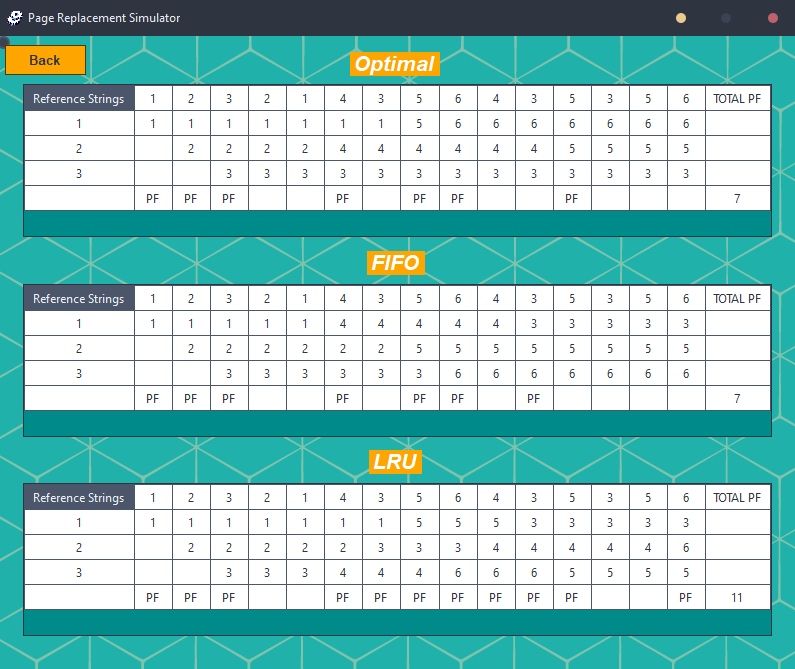 Page Replacement Simulator
Back
Optimal
Reference Strings 1 2 3 2 1 4 3 5 6 4 3 5 3 5 6 TOTAL PF
1 1 1 1 1 1 1 1 5 6 6 6 6 6 6 6
2 2 2 2 2 4 4 4 4 4 4 5 5 5 5
3 3 3 3 3 3 3 3 3 3 3 3 3 3
PF PF PF PF PF PF PF 7
FIFO
Reference Strings 1 2 3 2 1 4 3 5 6 4 3 5 3 5 6 TOTAL PF
1 1 1 1 1 1 4 4 4 4 4 3 3 3 3 3
2 2 2 2 2 2 2 5 5 5 5 5 5 5 5
3 3 3 3 3 3 3 6 6 6 6 6 6 6
PF PF PF PF PF PF PF 7
LRU
Reference Strings 1 2 3 2 1 4 3 5 6 4 3 5 3 5 6 TOTAL PF
1 1 1 1 1 1 1 1 5 5 5 3 3 3 3 3
2 2 2 2 2 2 3 3 3 4 4 4 4 4 6
3 3 3 3 4 4 4 6 6 6 5 5 5 5
PF PF PF PF PF PF PF PF PF PF PF 11